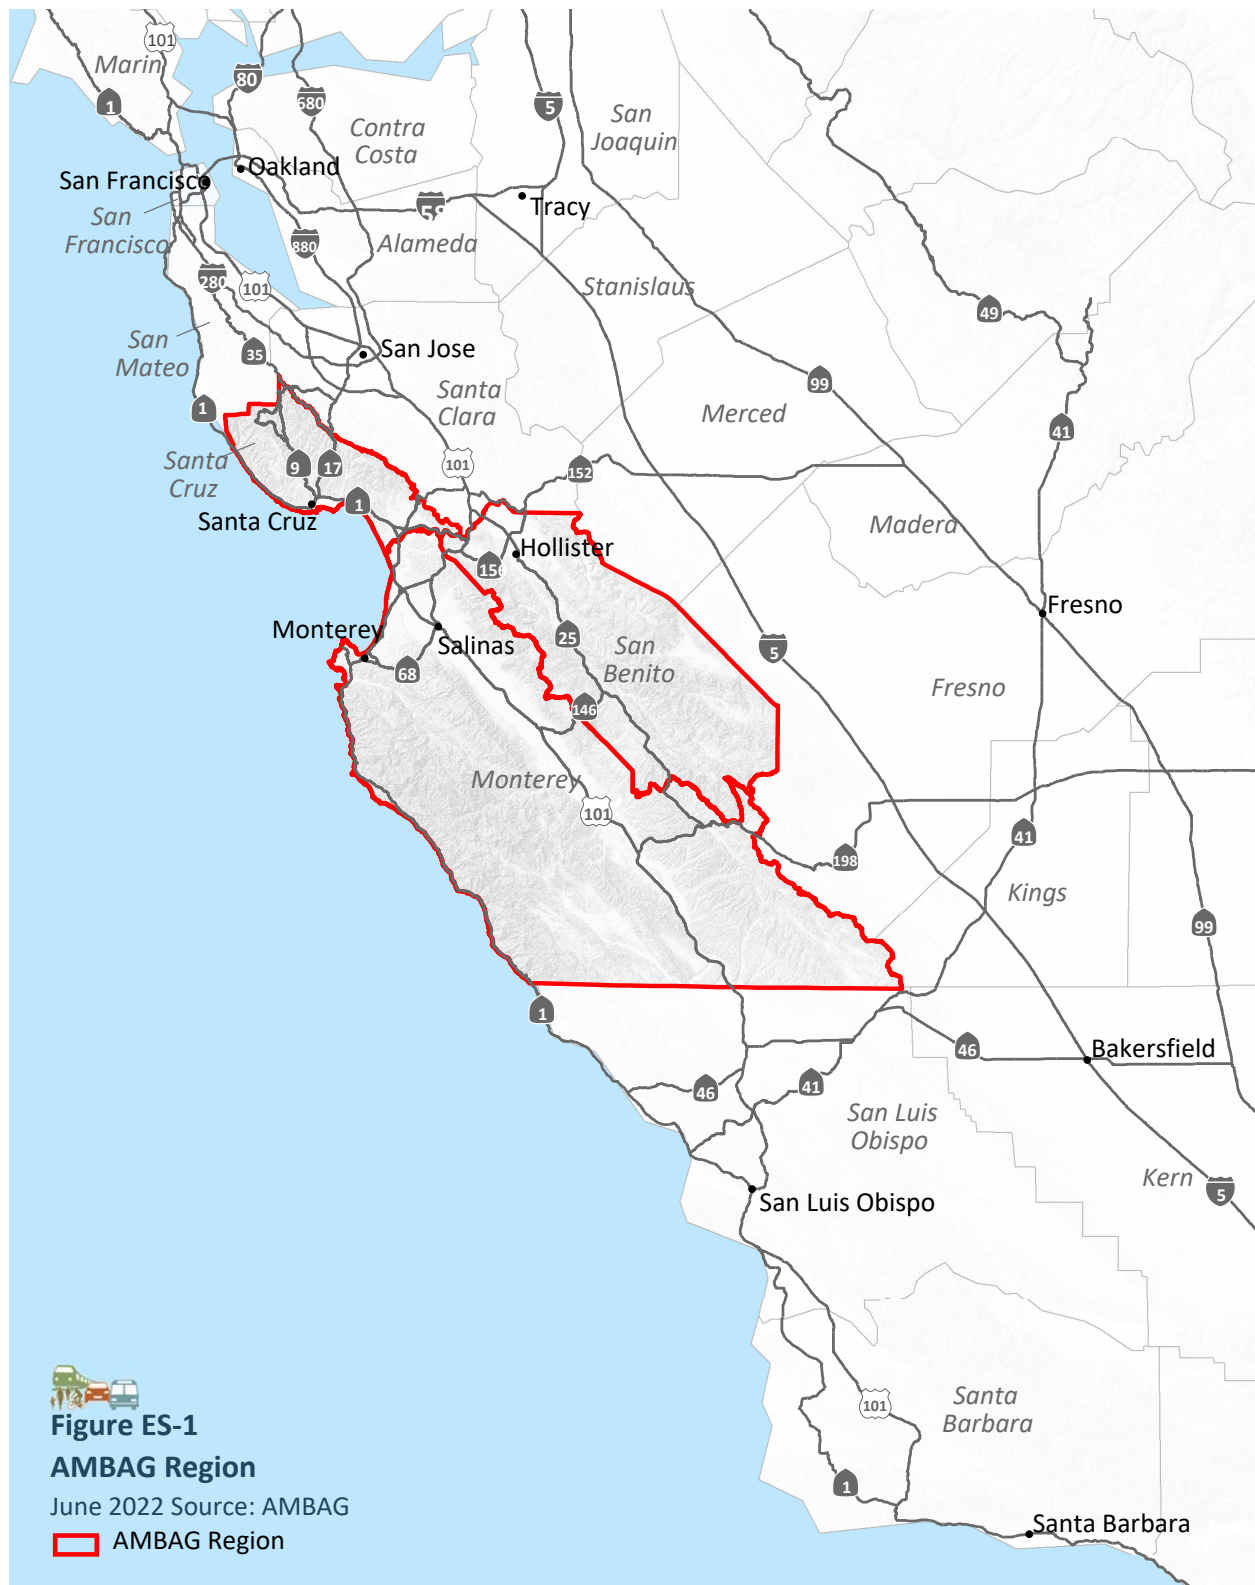 101
Marin
80
1
680
5
San
Joaquin
Contra
Costa
Oakland
San Francisco
Tracy
San
Francisco
58
880
Alameda
280
101
Stanislaus
49
San
Mateo
35
San Jose
99
Santa
Clara
1
Merced
41
Santa
Cruz
9
17
101
152
1
Santa Cruz
Madera
Hollister
156
Fresno
Monterey
Salinas
25
San
Benito
5
68
Fresno
146
Monterey
101
41
198
Kings
99
1
46
Bakersfield
46
41
San Luis
Obispo
Kern
5
San Luis Obispo
Santa
Barbara
101
1
Santa Barbara
Figure ES-1
AMBAG Region
June 2022 Source: AMBAG
AMBAG Region